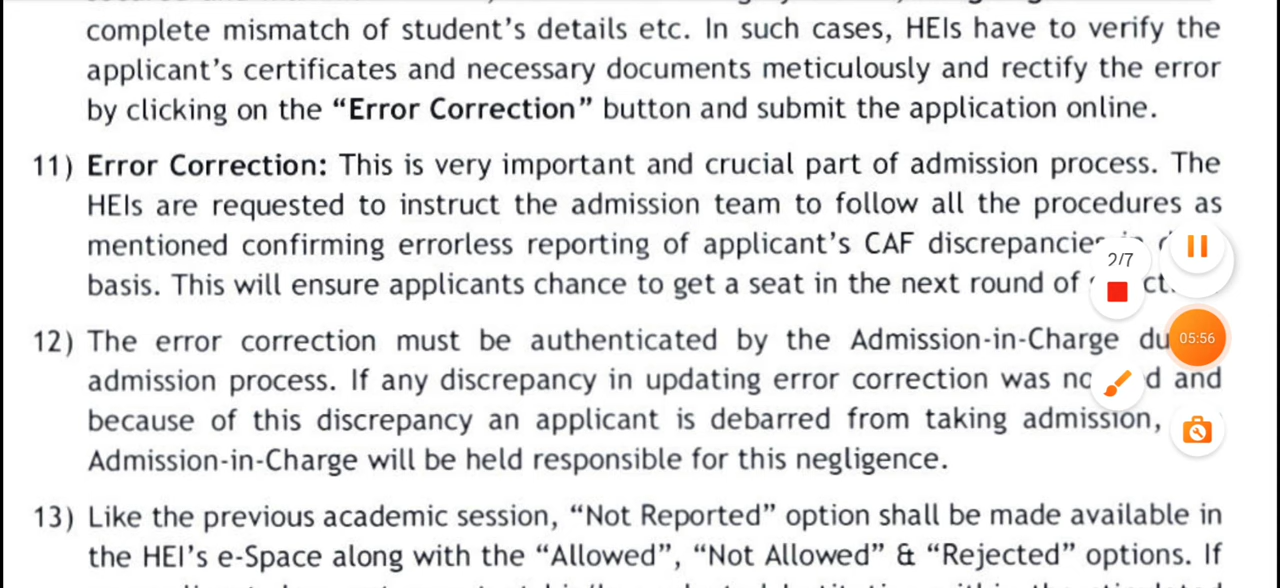 complete mismatch of student's details etc. In such cases, HEIs have to verify the
applicant's certificates and necessary documents meticulously and rectify the error
by clicking on the "Error Correction" button and submit the application online.
11) Error Correction: This is very important and crucial part of admission process. The
HEIs are requested to instruct the admission team to follow all the procedures as
mentioned confirming errorless reporting of applicant's CAF
basis. This will ensure applicants chance to get a seat in the next round of
12) The error correction must be authenticated by the Admission-in-Charge
admission process. If any discrepancy in updating error correction was and
because of this discrepancy an applicant is debarred from taking admission,
Admission-in-Charge will be held responsible for this negligence.
13) Like the previous academic session, "Not Reported" option shall be made available in
the HEI's e-Space along with the "Allowed", "Not Allowed" & "Rejected" options. If
2/7
05:56